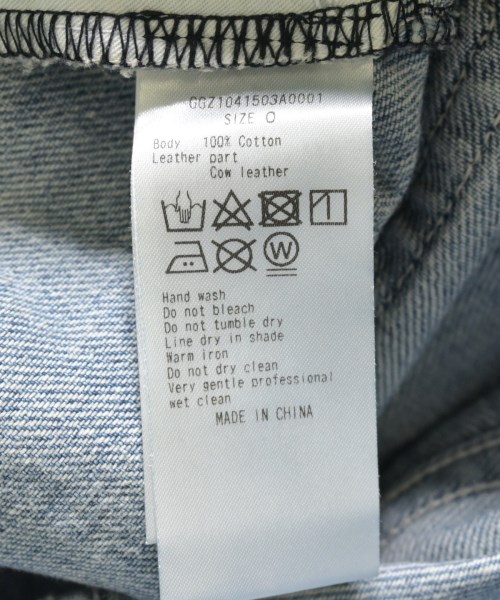 GGZ1041503A0001
SIZE 0
Body 100% Cotton
Leather part
Cow leather
W
Hand wash
Do not bleach
Do not tumble dry
Line dry in shade
Warm iron
Do not dry clean
Very gentle professional
wet clean
MADE IN CHINA